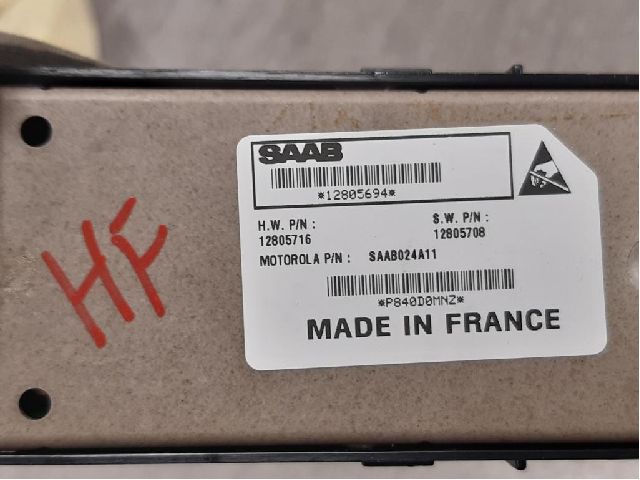 HF
SAAB
*12805694*
H.W. P/N :
12805716
S.W. P/N :
12805708
MOTOROLA P/N : SAAB024A11
*P840D0MNZ*
MADE IN FRANCE